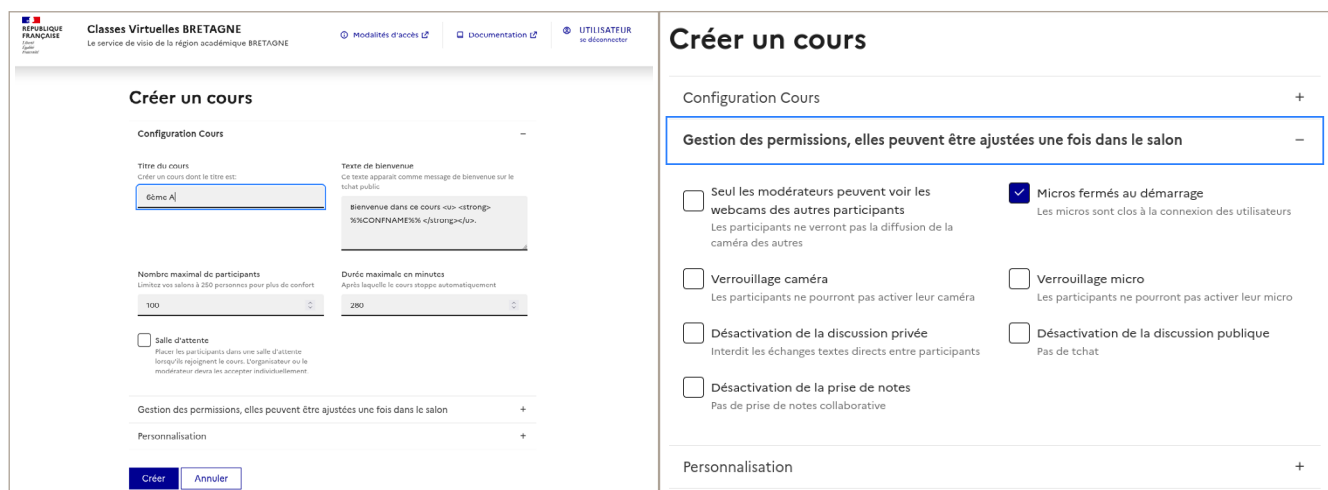 RÉPUBLIQUE
FRANÇAISE
Liberté
Égalité
Fraternité
Classes Virtuelles BRETAGNE
Le service de visio de la région académique BRETAGNE
Modalités d'accès
Documentation
UTILISATEUR
se déconnecter
Créer un cours
Configuration Cours
Titre du cours
Créer un cours dont le titre est:
6ème A
Texte de bienvenue
Ce texte apparait comme message de bienvenue sur le
tchat public
Bienvenue dans ce cours <u> <strong>
%%CONFNAME%% </strong></u>.
Nombre maximal de participants
Limitez vos salons à 250 personnes pour plus de confort
100
Durée maximale en minutes
Après laquelle le cours stoppe automatiquement
280
Salle d'attente
Placer les participants dans une salle d'attente
lorsqu'ils rejoignent le cours. L'organisateur ou le
modérateur devra les accepter individuellement.
Gestion des permissions, elles peuvent être ajustées une fois dans le salon +
Personnalisation +
Créer
Annuler
Créer un cours
Configuration Cours +
Gestion des permissions, elles peuvent être ajustées une fois dans le salon −
Seul les modérateurs peuvent voir les
webcams des autres participants
Les participants ne verront pas la diffusion de la
caméra des autres
Micros fermés au démarrage
Les micros sont clos à la connexion des utilisateurs
Verrouillage caméra
Les participants ne pourront pas activer leur caméra
Verrouillage micro
Les participants ne pourront pas activer leur micro
Désactivation de la discussion privée
Interdit les échanges textes directs entre participants
Désactivation de la discussion publique
Pas de tchat
Désactivation de la prise de notes
Pas de prise de notes collaborative
Personnalisation +